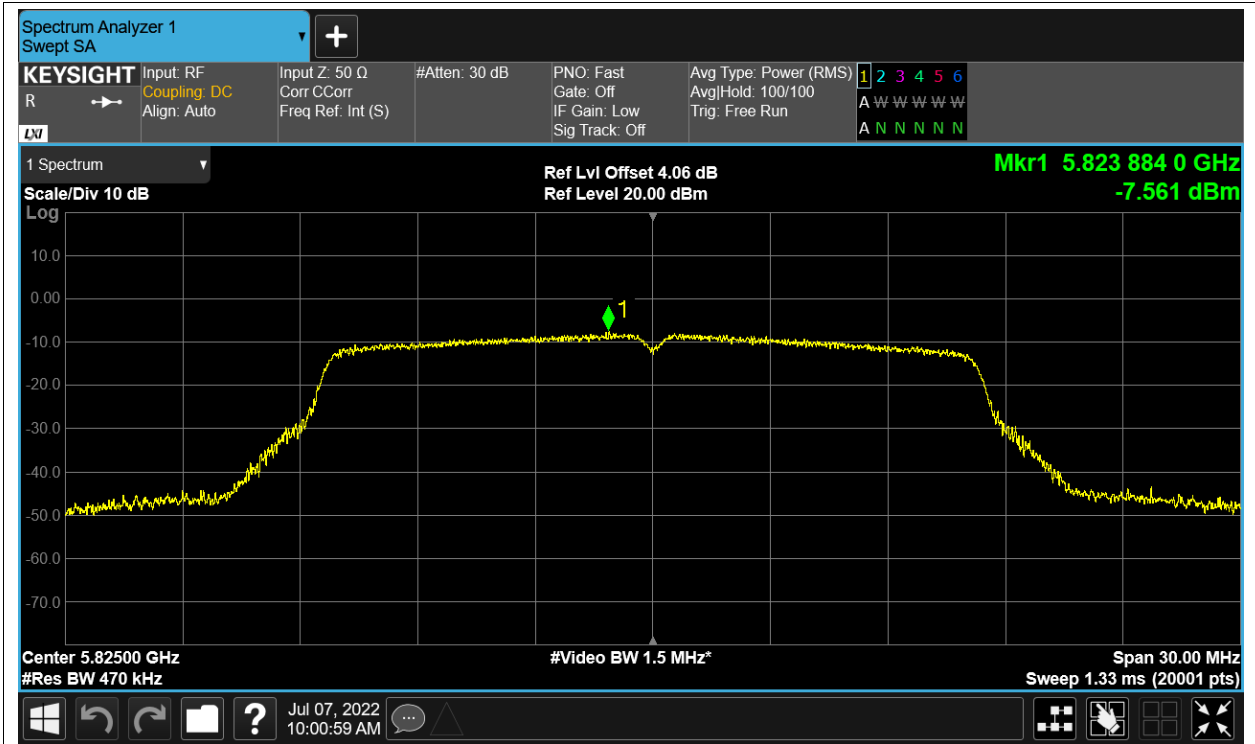 Spectrum Analyzer 1
Swept SA
KEYSIGHT
R
LXI
Input: RF
Coupling: DC
Align: Auto
Input Z: 50 Ω
Corr CCorr
Freq Ref: Int (S)
#Atten: 30 dB
PNO: Fast
Gate: Off
IF Gain: Low
Sig Track: Off
Avg Type: Power (RMS)
Avg|Hold: 100/100
Trig: Free Run
1 2 3 4 5 6
A W W W W W
A N N N N N
1 Spectrum
Scale/Div 10 dB
Log
Ref Lvl Offset 4.06 dB
Ref Level 20.00 dBm
Mkr1 5.823 884 0 GHz
-7.561 dBm
10.0
0.00
-10.0
-20.0
-30.0
-40.0
-50.0
-60.0
-70.0
1
Center 5.82500 GHz
#Res BW 470 kHz
#Video BW 1.5 MHz*
Span 30.00 MHz
Sweep 1.33 ms (20001 pts)
?
Jul 07, 2022
10:00:59 AM